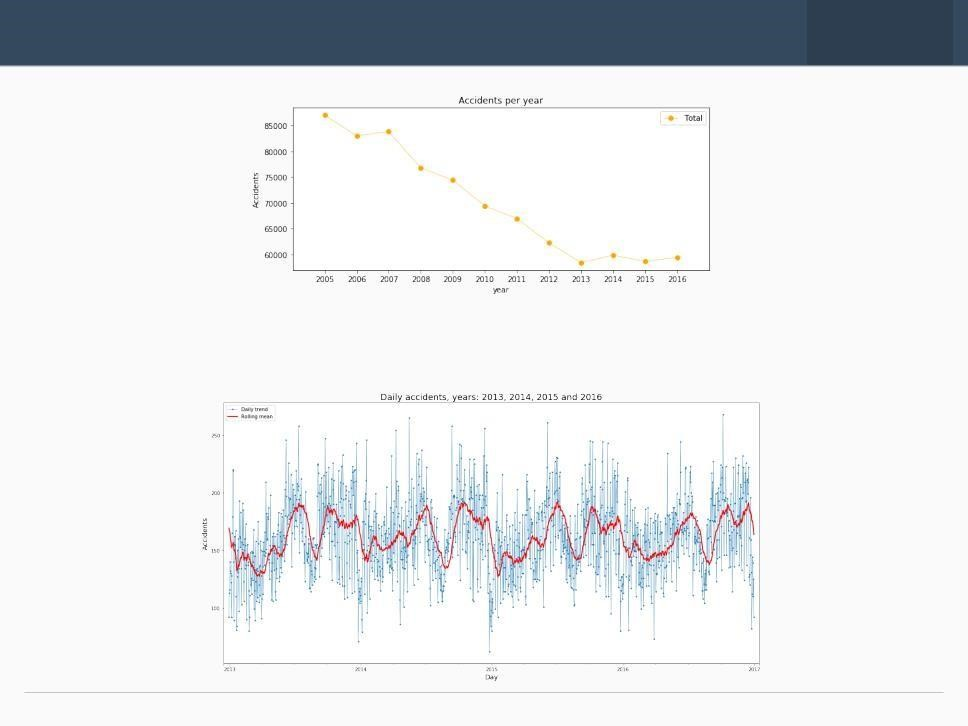 Accidents per year
Total
85000
80000
75000
70000
65000
60000
Accidents
2005 2006 2007 2008 2009 2010 2011 2012 2013 2014 2015 2016
year
Daily accidents, years: 2013, 2014, 2015 and 2016
Daily trend
Rolling mean
250
200
150
100
Accidents
2013 2014 2015 2016 2017
Day